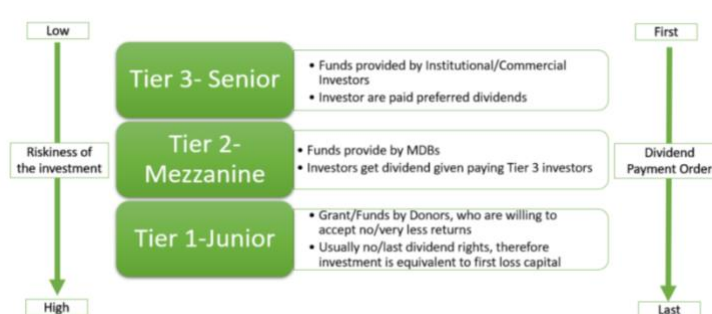 Low
First
Tier 3- Senior
• Funds provided by Institutional/Commercial
Investors
• Investor are paid preferred dividends
Riskiness of
the investment
Tier 2-
Mezzanine
• Funds provide by MDBs
• Investors get dividend given paying Tier 3 investors
Dividend
Payment Order
Tier 1-Junior
• Grant/Funds by Donors, who are willing to
accept no/very less returns
• Usually no/last dividend rights, therefore
investment is equivalent to first loss capital
High
Last